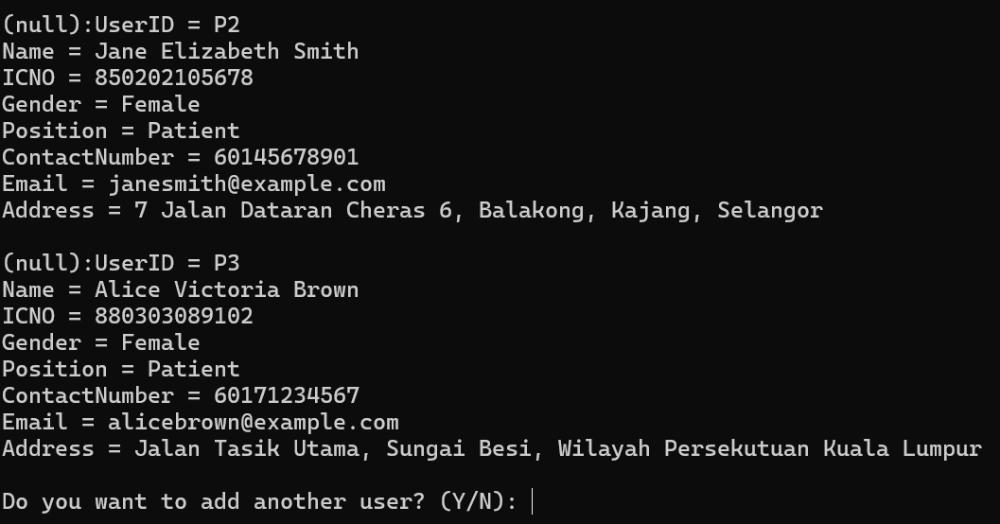 (null):UserID = P2
Name = Jane Elizabeth Smith
ICNO = 850202105678
Gender = Female
Position = Patient
ContactNumber = 60145678901
Email = janesmith@example.com
Address = 7 Jalan Dataran Cheras 6, Balakong, Kajang, Selangor
(null):UserID = P3
Name = Alice Victoria Brown
ICNO = 880303089102
Gender = Female
Position = Patient
ContactNumber = 60171234567
Email = alicebrown@example.com
Address = Jalan Tasik Utama, Sungai Besi, Wilayah Persekutuan Kuala Lumpur
Do you want to add another user? (Y/N):